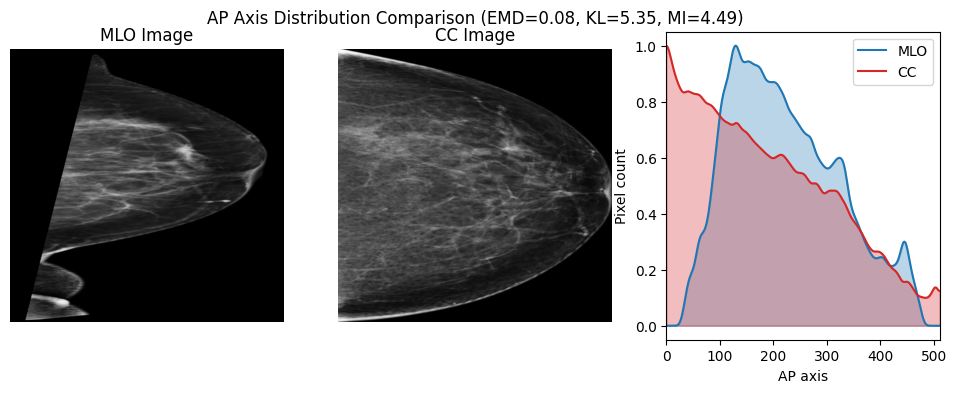 AP Axis Distribution Comparison (EMD=0.08, KL=5.35, MI=4.49)
MLO Image
CC Image
MLO
CC
Pixel count
1.0
0.8
0.6
0.4
0.2
0.0
0 100 200 300 400 500
AP axis